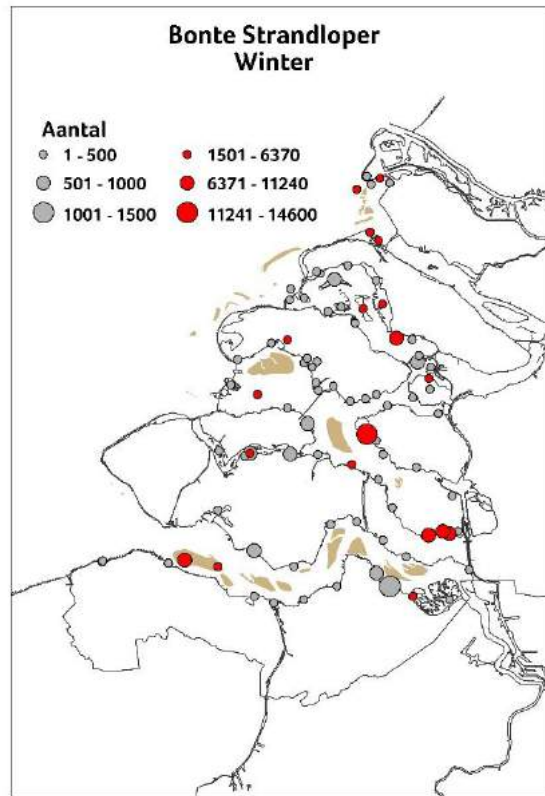 Bonte Strandloper
Winter
Aantal
1 - 500
1501 - 6370
501 - 1000
6371 - 11240
1001 - 1500
11241 - 14600